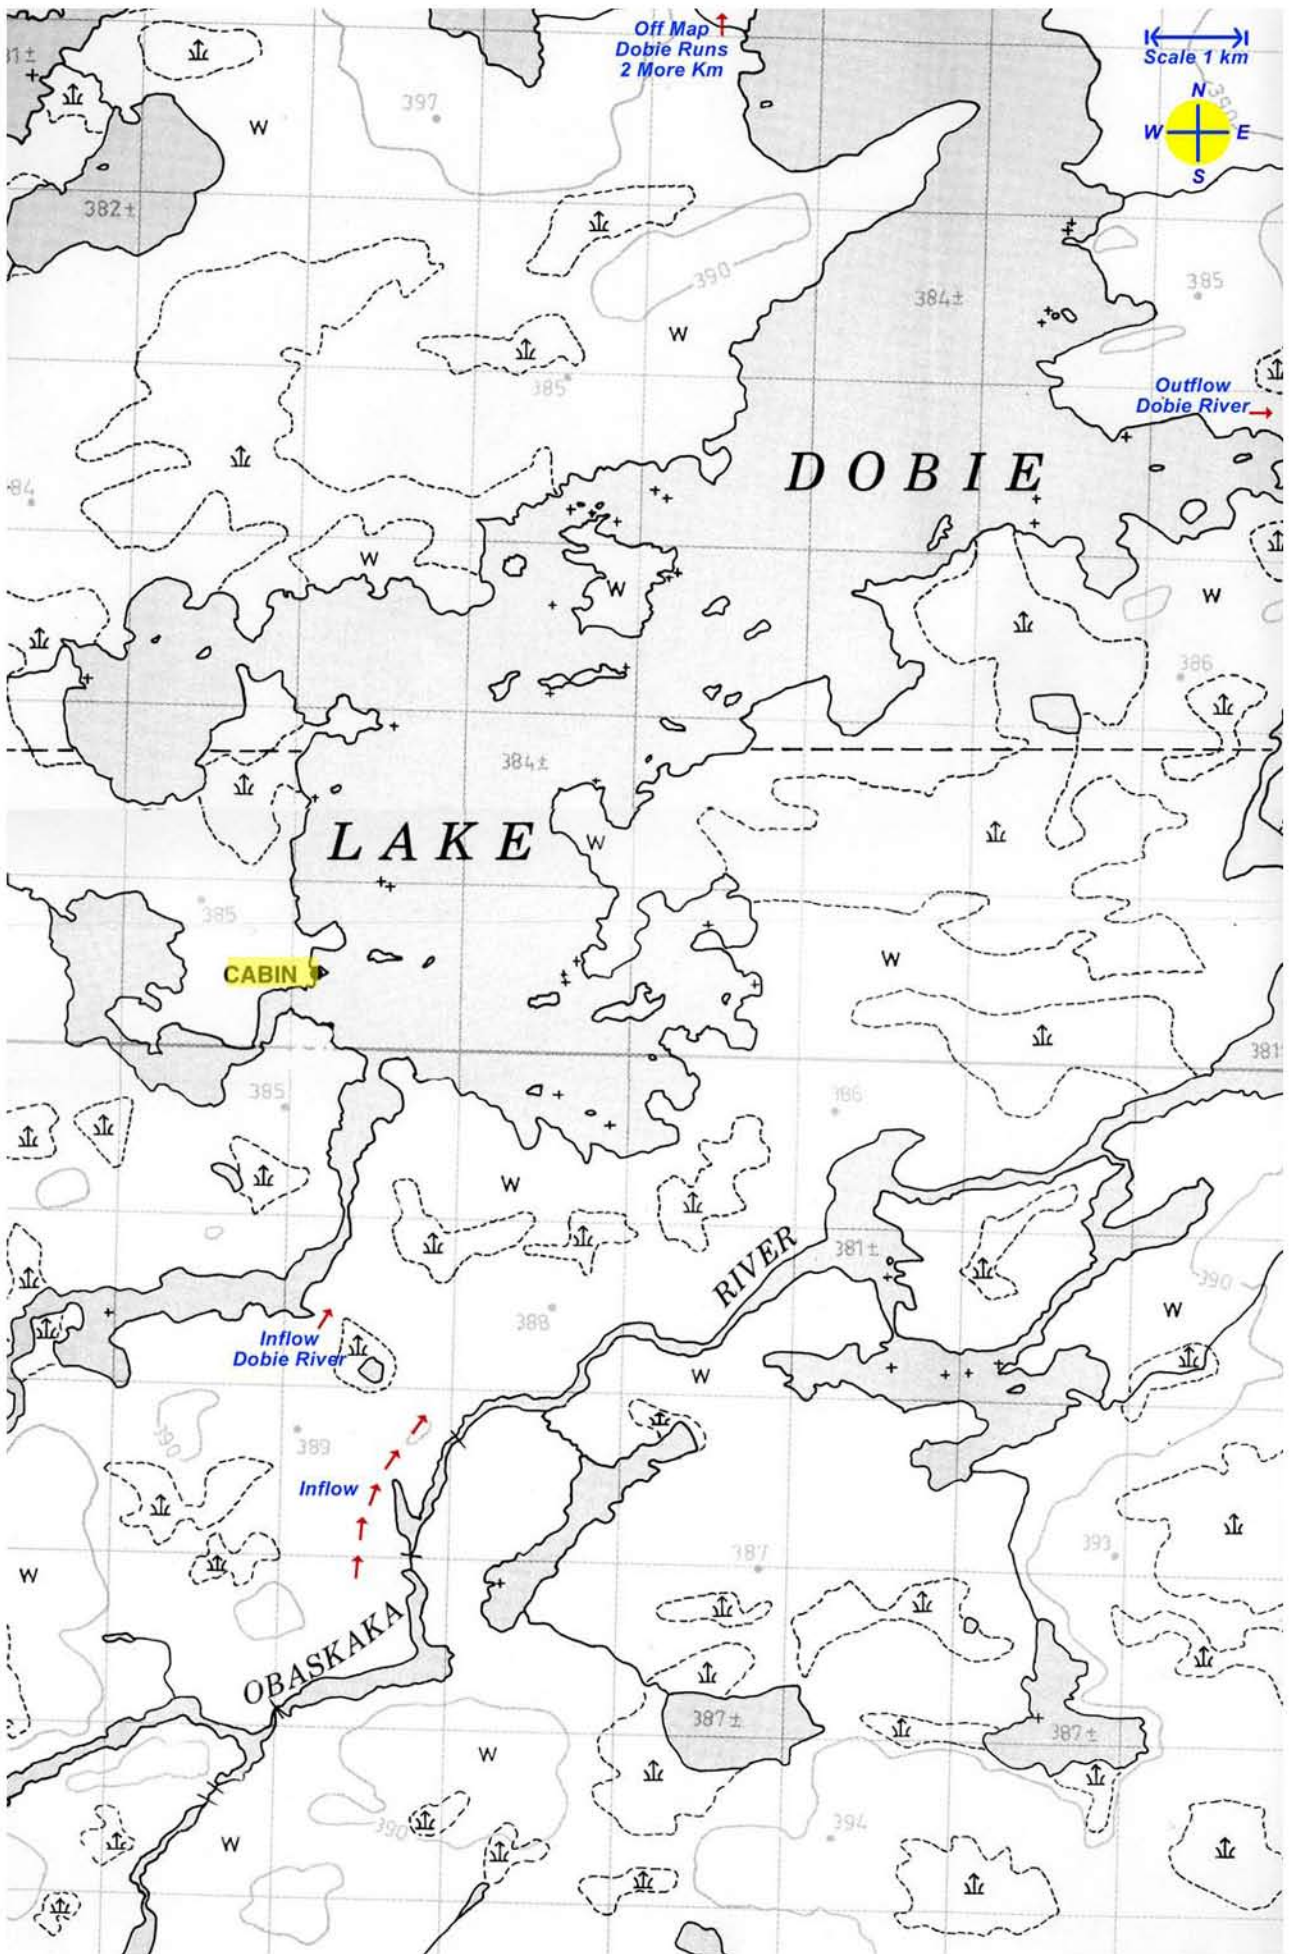 Off Map
Dobie Runs
2 More Km
Scale 1 km
N
W E
S
397
W
382±
390
384±
385
W
385
Outflow
Dobie River
DOBIE
W
W
W
386
384±
LAKE
W
385
CABIN
W
381
385
W
RIVER
381±
390
W
388
Inflow
Dobie River
W
390
389
Inflow
393
387
W
OBASKAKA
387±
387±
W
390
394
W